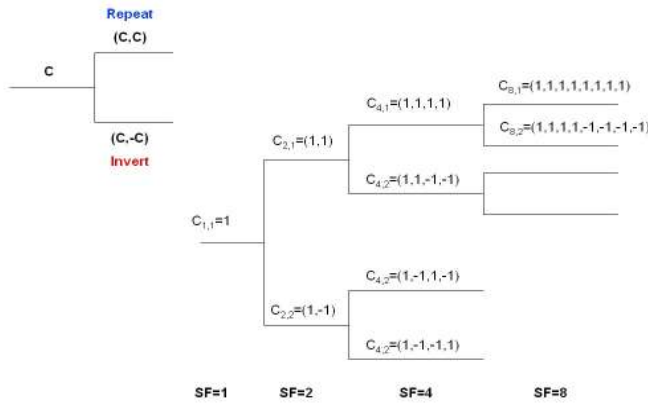 Repeat
(C,C)
C
(C,-C)
Invert
C8,1=(1,1,1,1,1,1,1,1)
C4,1=(1,1,1,1)
C8,2=(1,1,1,1,-1,-1,-1,-1)
C2,1=(1,1)
C4,2=(1,1,-1,-1)
C1,1=1
C4,2=(1,-1,1,-1)
C2,2=(1,-1)
C4,2=(1,-1,-1,1)
SF=1 SF=2 SF=4 SF=8